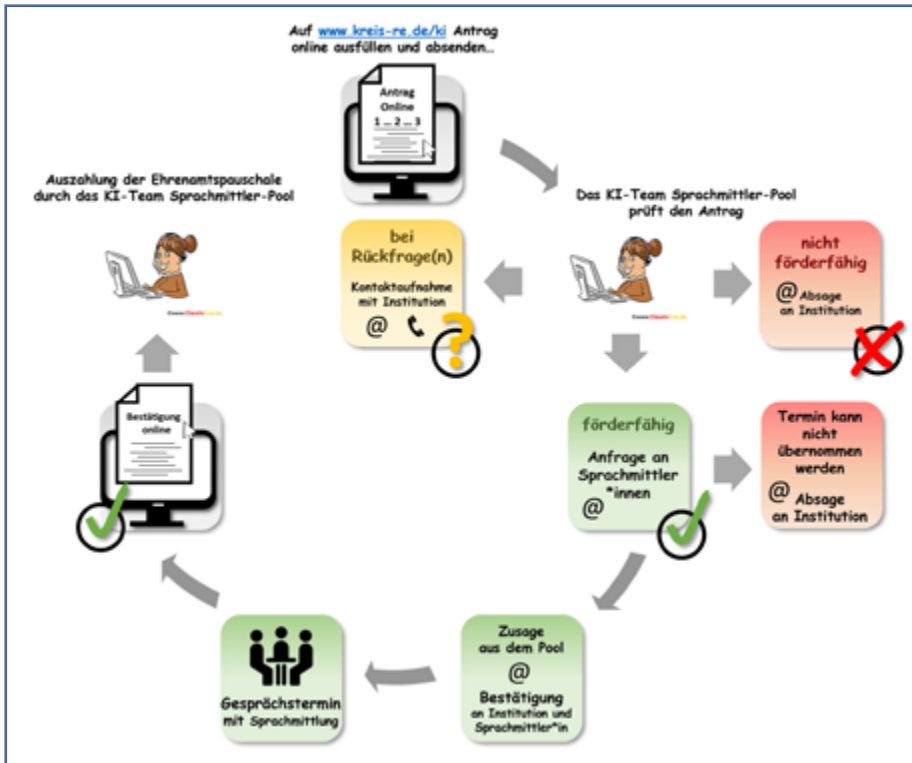 Auf www.kreis-re.de/ki Antrag
online ausfüllen und absenden...
Antrag
Online
1 ... 2 ... 3
Das KI-Team Sprachmittler-Pool
prüft den Antrag
bei
Rückfrage(n)
Kontaktaufnahme
mit Institution
@
?
nicht
förderfähig
@ Absage
an Institution
förderfähig
Anfrage an
Sprachmittler
*innen
@
Termin kann
nicht
übernommen
werden
@ Absage
an Institution
Zusage
aus dem Pool
@
Bestätigung
an Institution und
Sprachmittler*in
Gesprächstermin
mit Sprachmittlung
Bestätigung
online
Auszahlung der Ehrenamtspauschale
durch das KI-Team Sprachmittler-Pool